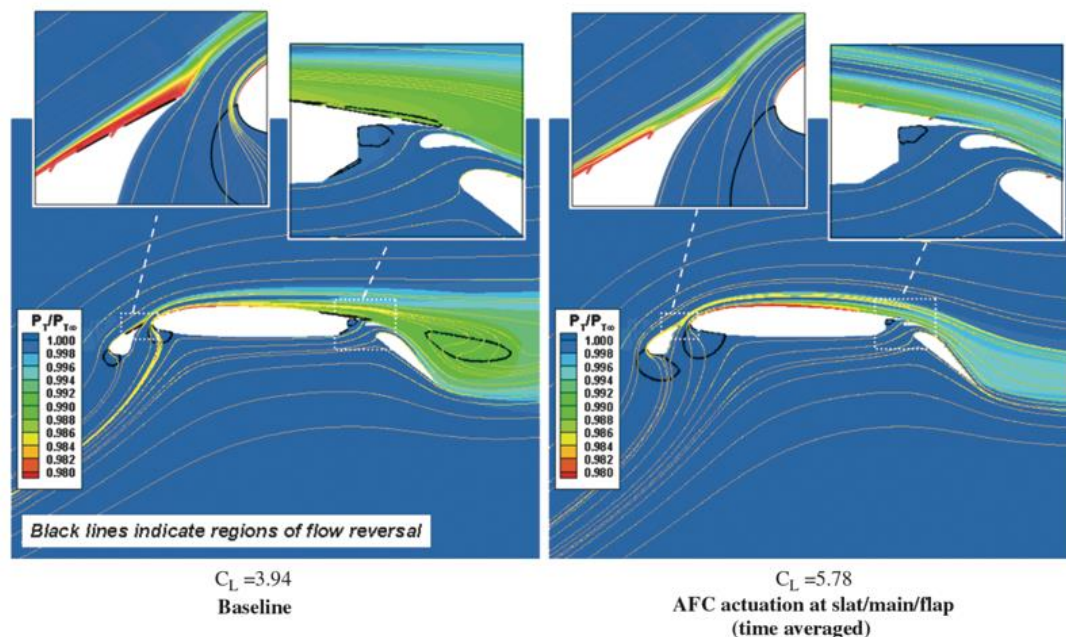 P_T/P_T∞
1.000
0.998
0.996
0.994
0.992
0.990
0.988
0.986
0.984
0.982
0.980
Black lines indicate regions of flow reversal
P_T/P_T∞
1.000
0.998
0.996
0.994
0.992
0.990
0.988
0.986
0.984
0.982
0.980
C_L =3.94
Baseline
C_L =5.78
AFC actuation at slat/main/flap
(time averaged)